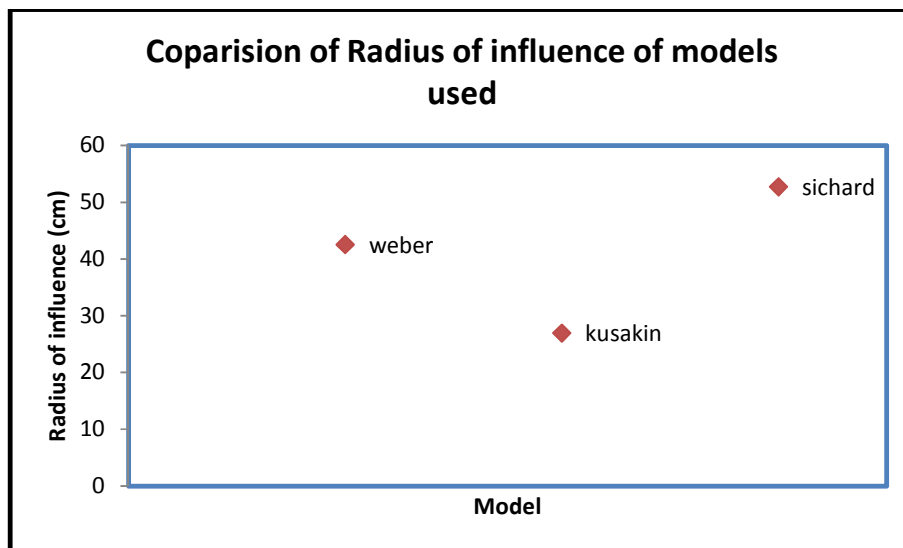 Coparision of Radius of influence of models
used
60
50
40
30
20
10
0
Radius of influence (cm)
sichard
weber
kusakin
Model